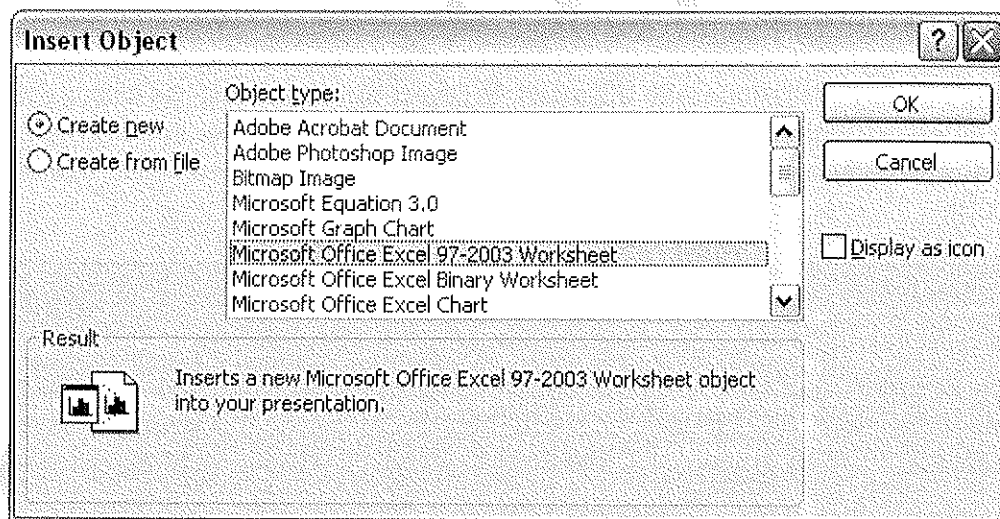 Insert Object
Object type:
Create new
Create from file
Adobe Acrobat Document
Adobe Photoshop Image
Bitmap Image
Microsoft Equation 3.0
Microsoft Graph Chart
Microsoft Office Excel 97-2003 Worksheet
Microsoft Office Excel Binary Worksheet
Microsoft Office Excel Chart
OK
Cancel
Display as icon
Result
Inserts a new Microsoft Office Excel 97-2003 Worksheet object
into your presentation.